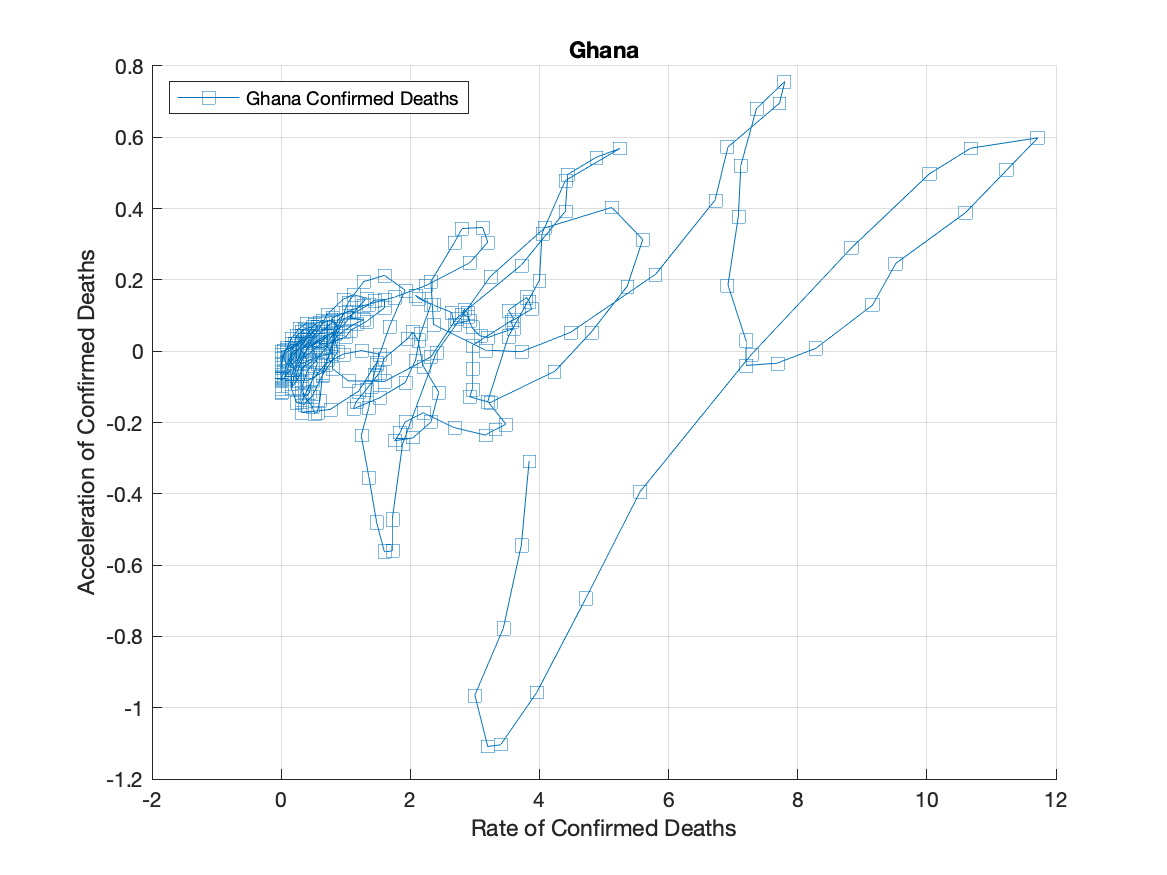 Ghana
Ghana Confirmed Deaths
0.8
0.6
0.4
0.2
0
-0.2
-0.4
-0.6
-0.8
-1
-1.2
Acceleration of Confirmed Deaths
-2 0 2 4 6 8 10 12
Rate of Confirmed Deaths